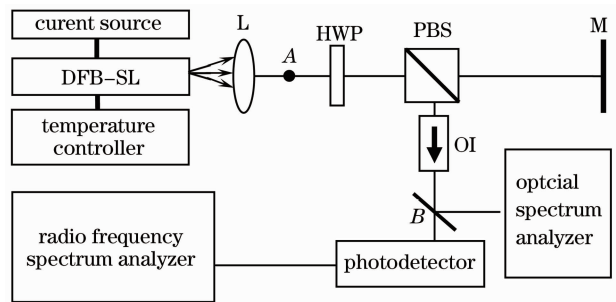 curent source
L
HWP
PBS
M
A
DFB-SL
temperature
controller
OI
B
optcial
spectrum
analyzer
radio frequency
spectrum analyzer
photodetector